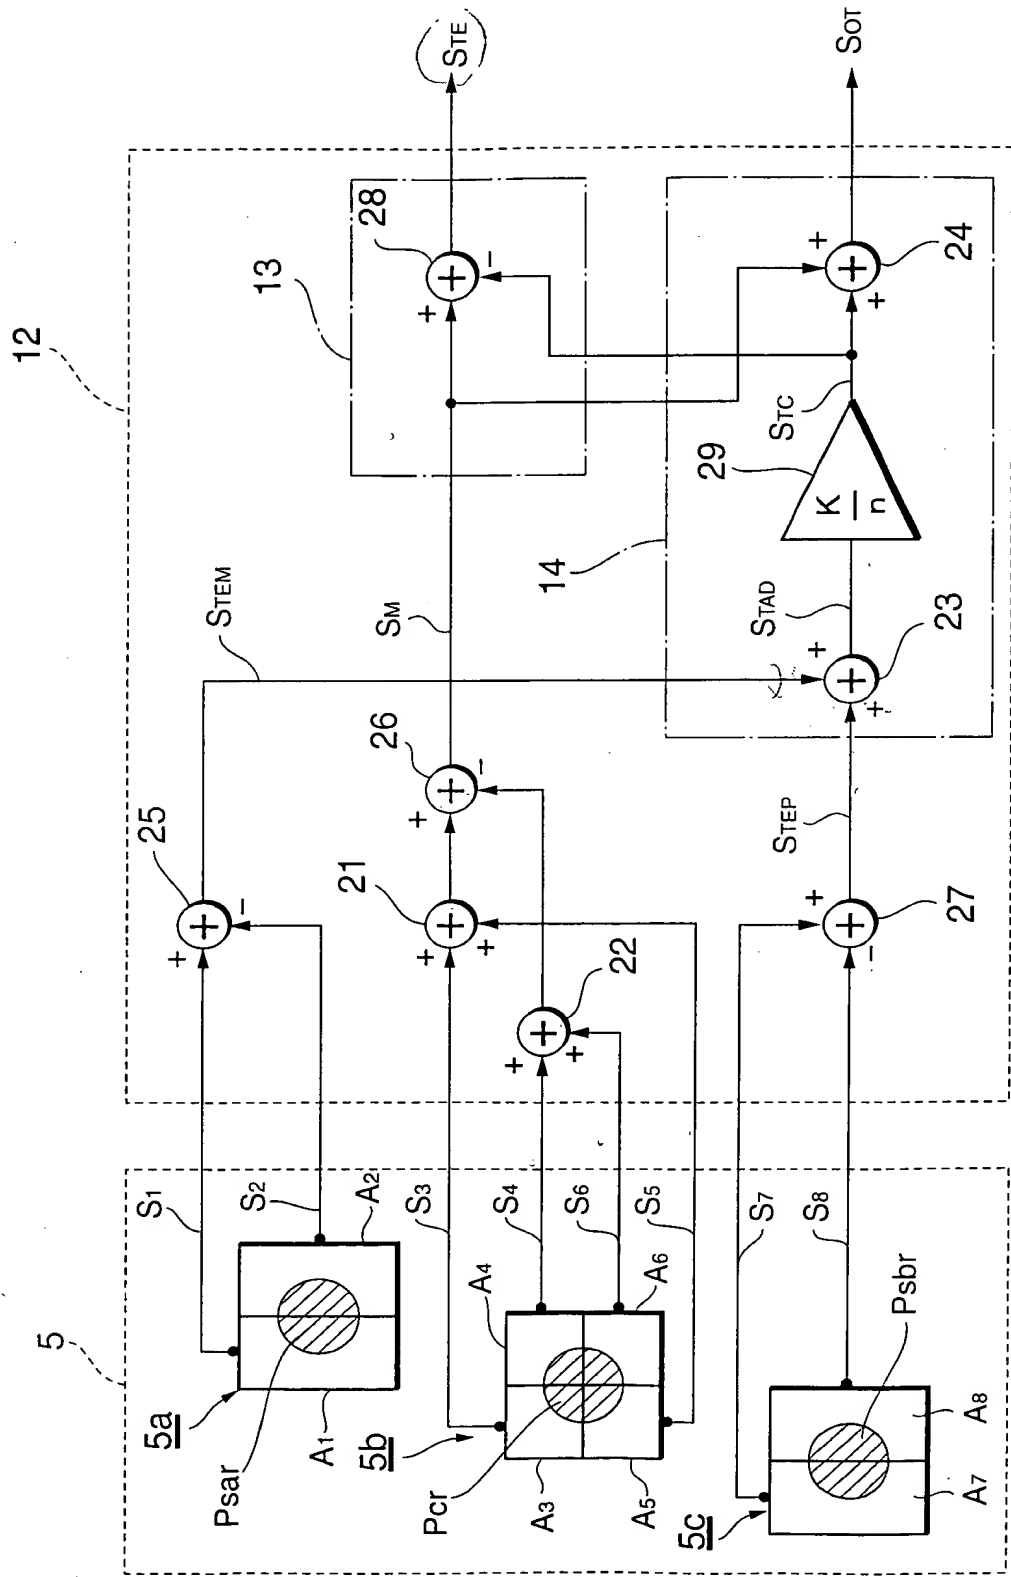 12
13
28
+
−
STE
STEM
SM
25
+
−
26
+
−
21
+
+
22
+
+
14
29
K
n
STC
STAD
24
+
+
SOT
23
+
+
STEP
27
+
−
5
S1
S2
A2
5a
Psar
A1
S3
S4
S6
S5
A4
A6
5b
Pcr
A3
A5
S7
S8
Psbr
5c
A7
A8